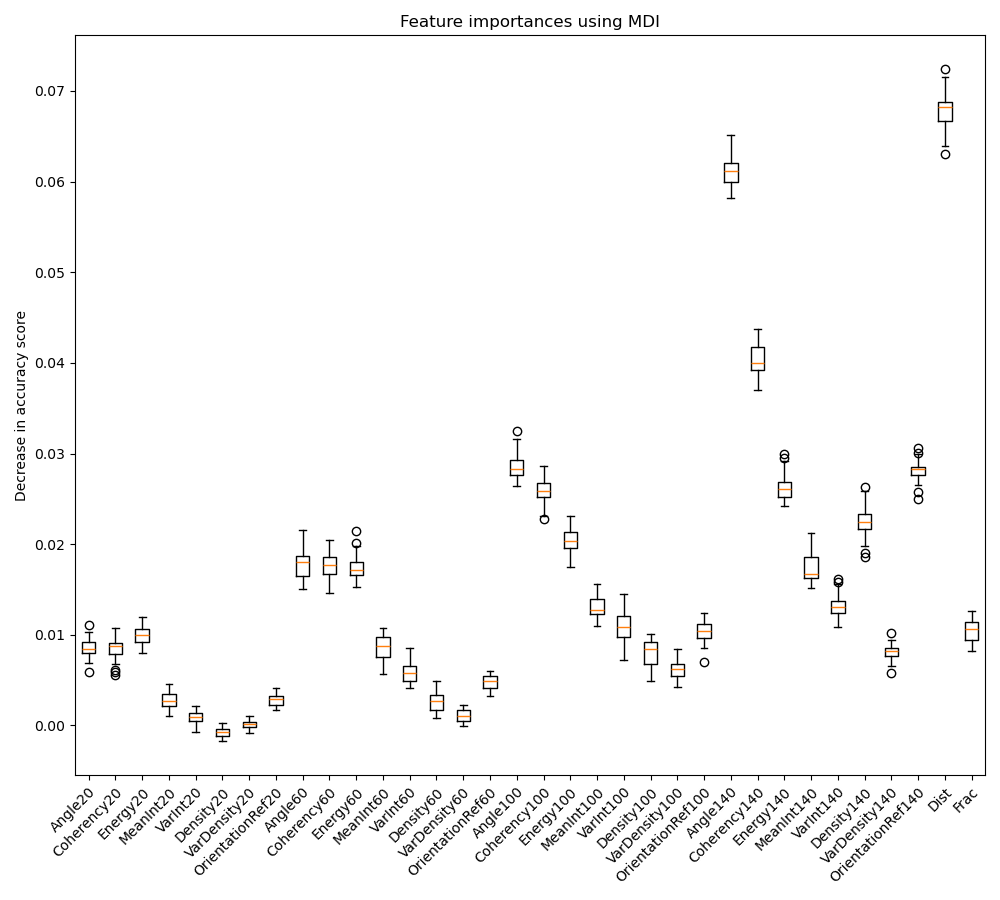 Feature importances using MDI
Decrease in accuracy score
0.07
0.06
0.05
0.04
0.03
0.02
0.01
0.00
Angle20
Coherency20
Energy20
MeanInt20
VarInt20
Density20
VarDensity20
OrientationRef20
Angle60
Coherency60
Energy60
MeanInt60
VarInt60
Density60
VarDensity60
OrientationRef60
Angle100
Coherency100
Energy100
MeanInt100
VarInt100
Density100
VarDensity100
OrientationRef100
Angle140
Coherency140
Energy140
MeanInt140
VarInt140
Density140
VarDensity140
OrientationRef140
Dist
Frac